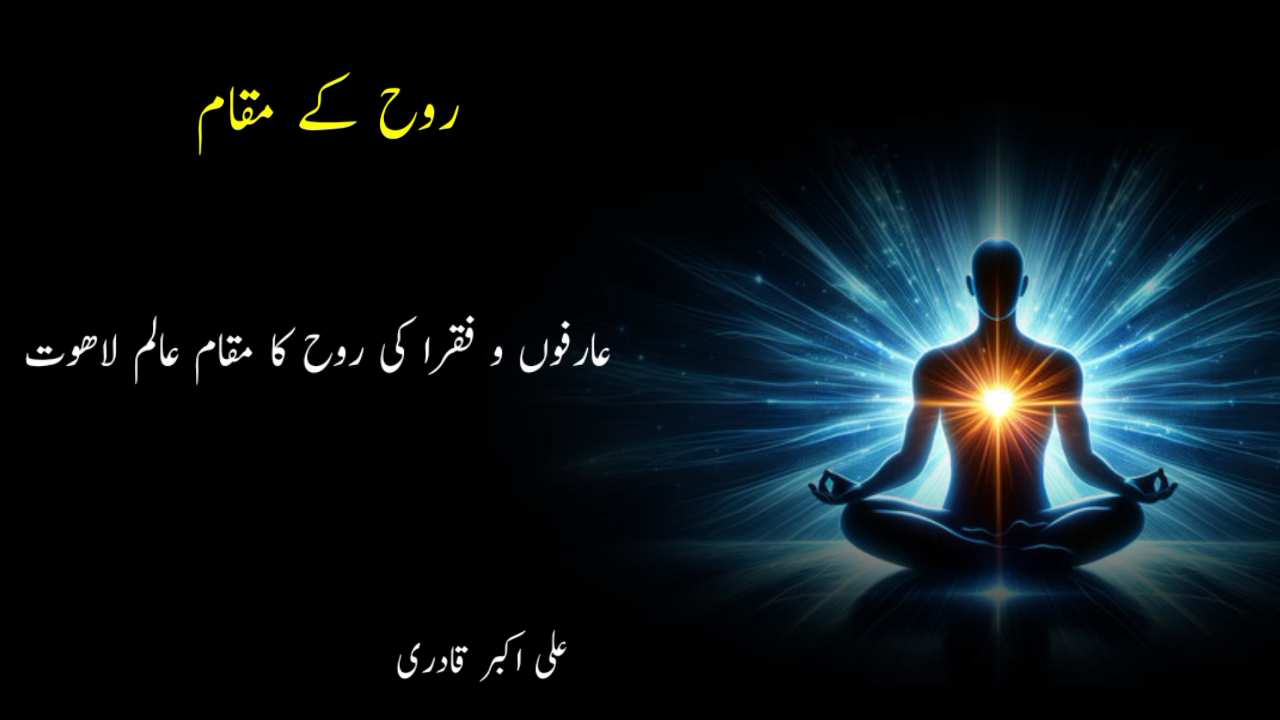 روح کے مقام
عارفوں و فقرا کی روح کا مقام عالم لاھوت
علی اکبر قادری